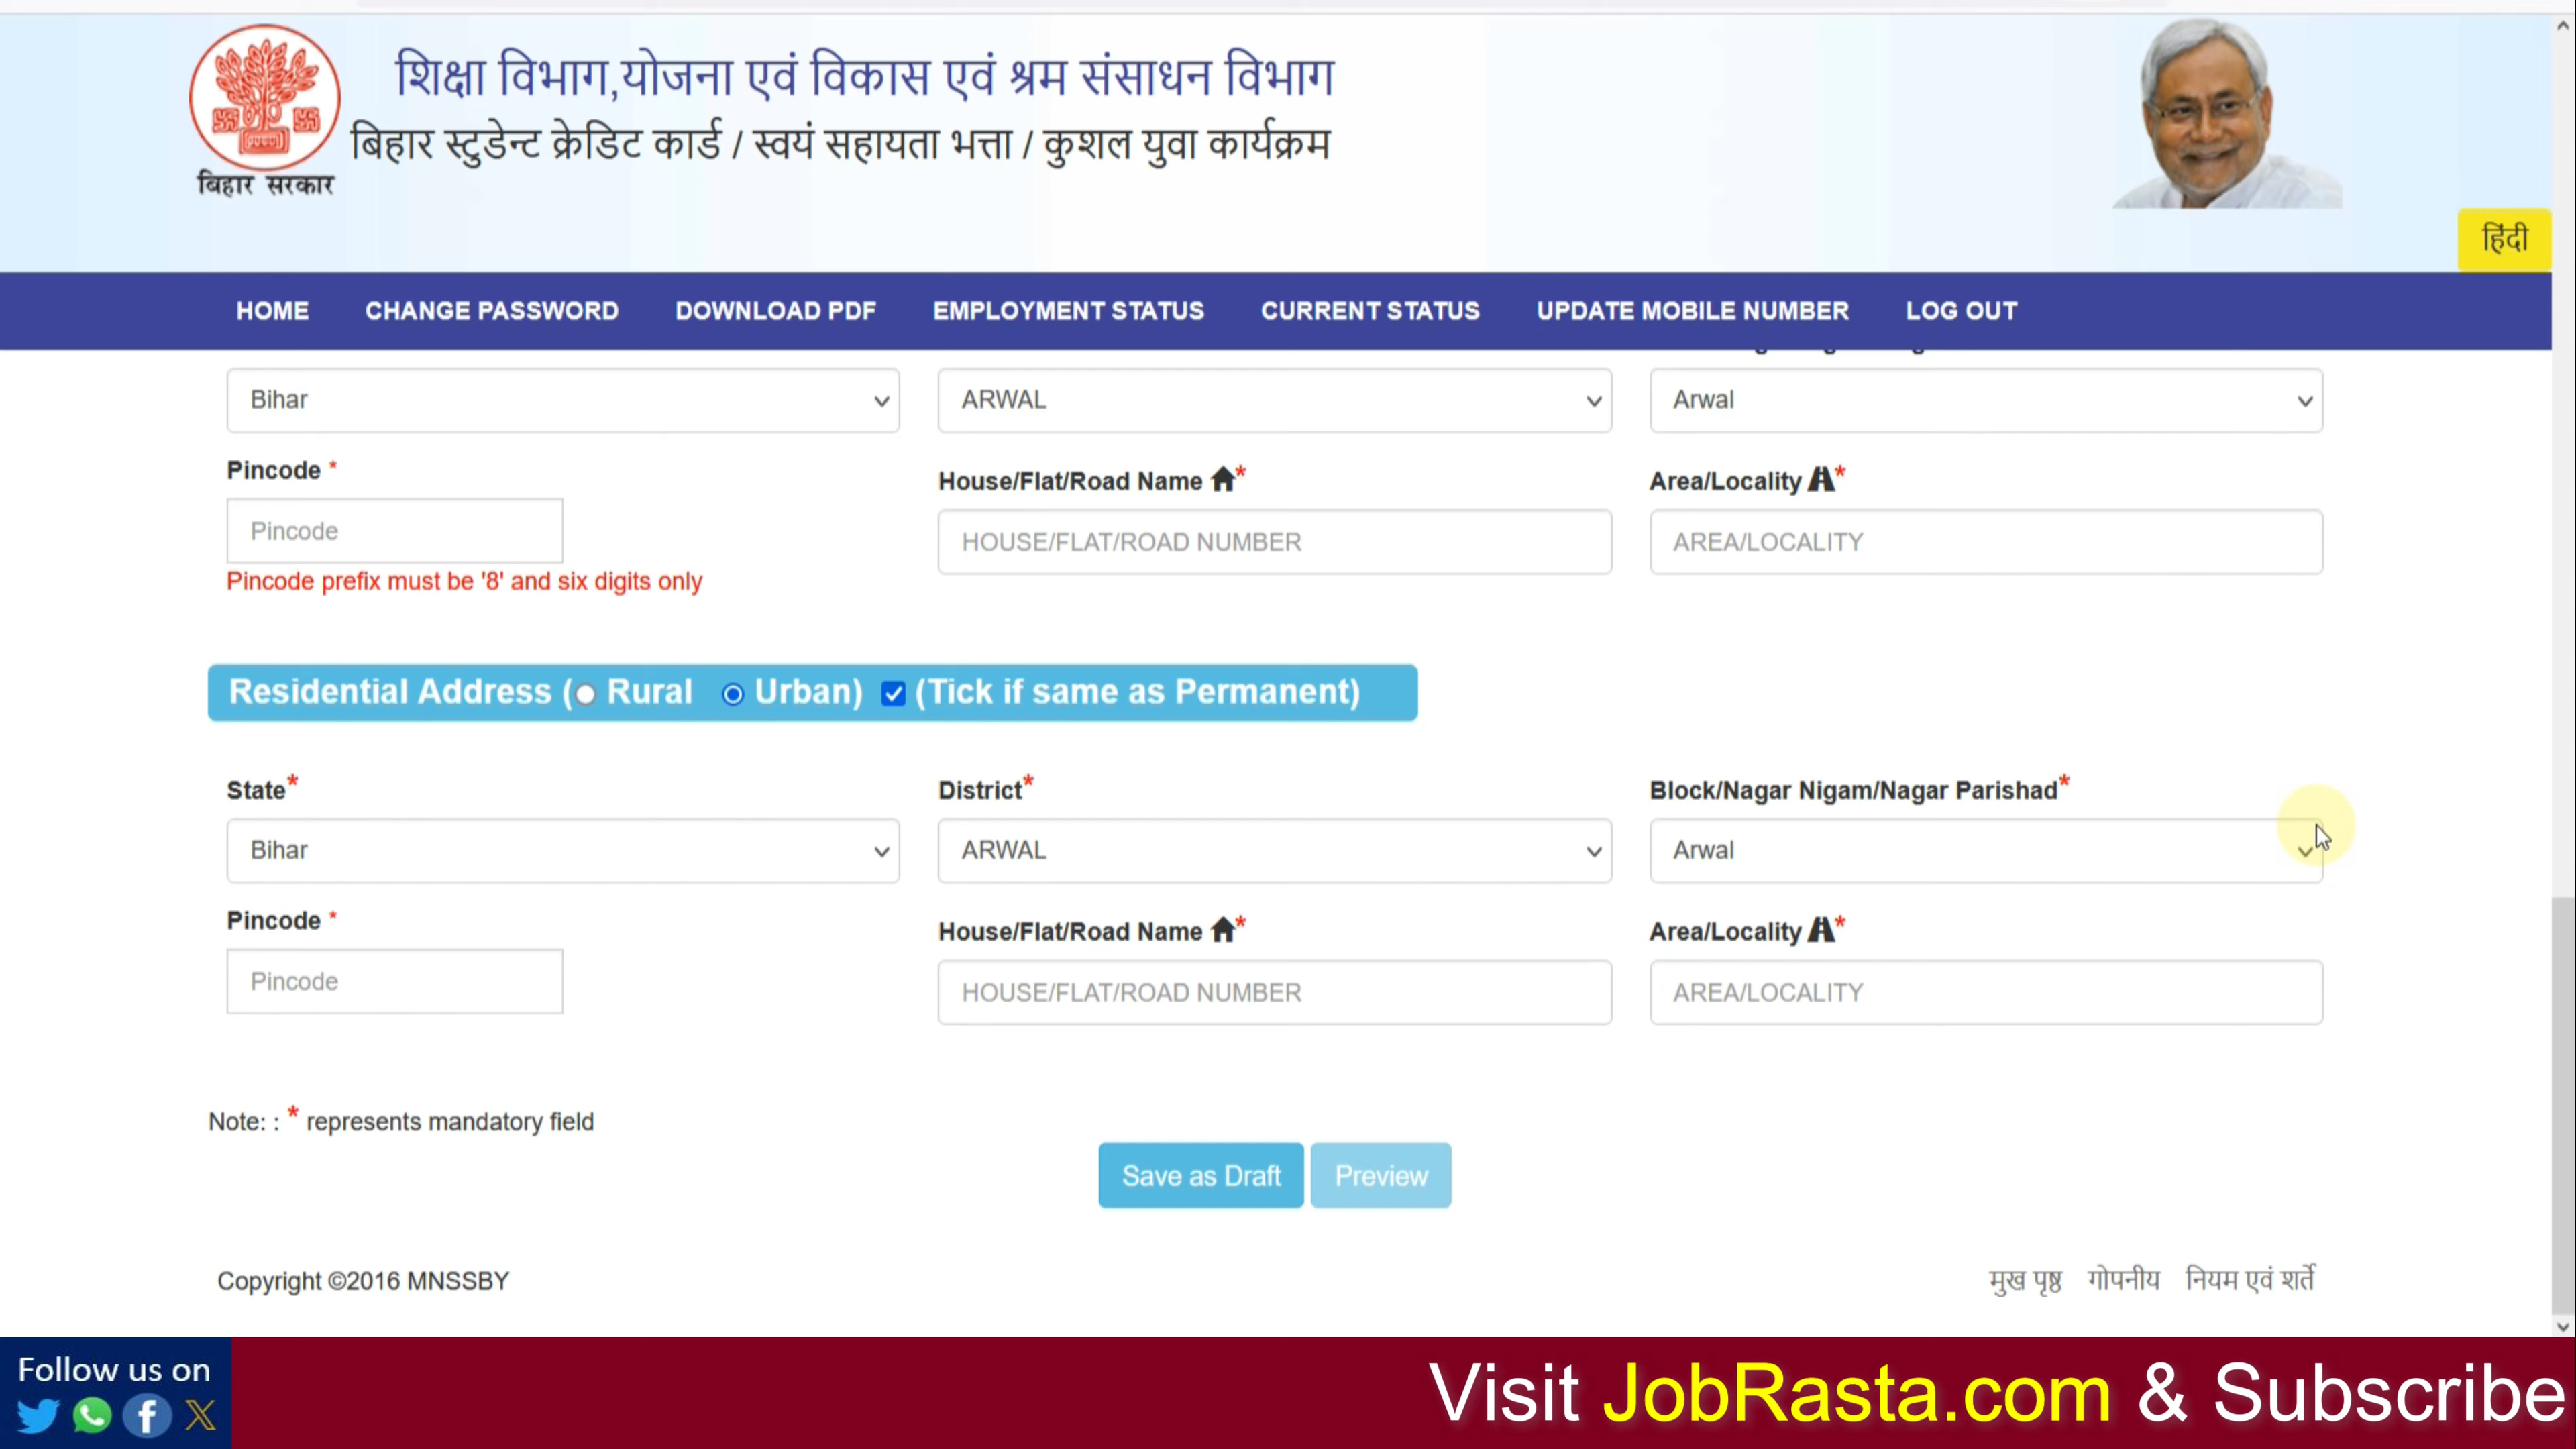 शिक्षा विभाग,योजना एवं विकास एवं श्रम संसाधन विभाग
बिहार स्टुडेन्ट क्रेडिट कार्ड / स्वयं सहायता भत्ता / कुशल युवा कार्यक्रम
बिहार सरकार
हिंदी
HOME CHANGE PASSWORD DOWNLOAD PDF EMPLOYMENT STATUS CURRENT STATUS UPDATE MOBILE NUMBER LOG OUT
Bihar ARWAL Arwal
Pincode * House/Flat/Road Name * Area/Locality *
Pincode HOUSE/FLAT/ROAD NUMBER AREA/LOCALITY
Pincode prefix must be '8' and six digits only
Residential Address ( Rural Urban) (Tick if same as Permanent)
State* District* Block/Nagar Nigam/Nagar Parishad*
Bihar ARWAL Arwal
Pincode * House/Flat/Road Name * Area/Locality *
Pincode HOUSE/FLAT/ROAD NUMBER AREA/LOCALITY
Note: : * represents mandatory field
Save as Draft Preview
Copyright ©2016 MNSSBY मुख पृष्ठ गोपनीय नियम एवं शर्ते
Follow us on
Visit JobRasta.com & Subscribe